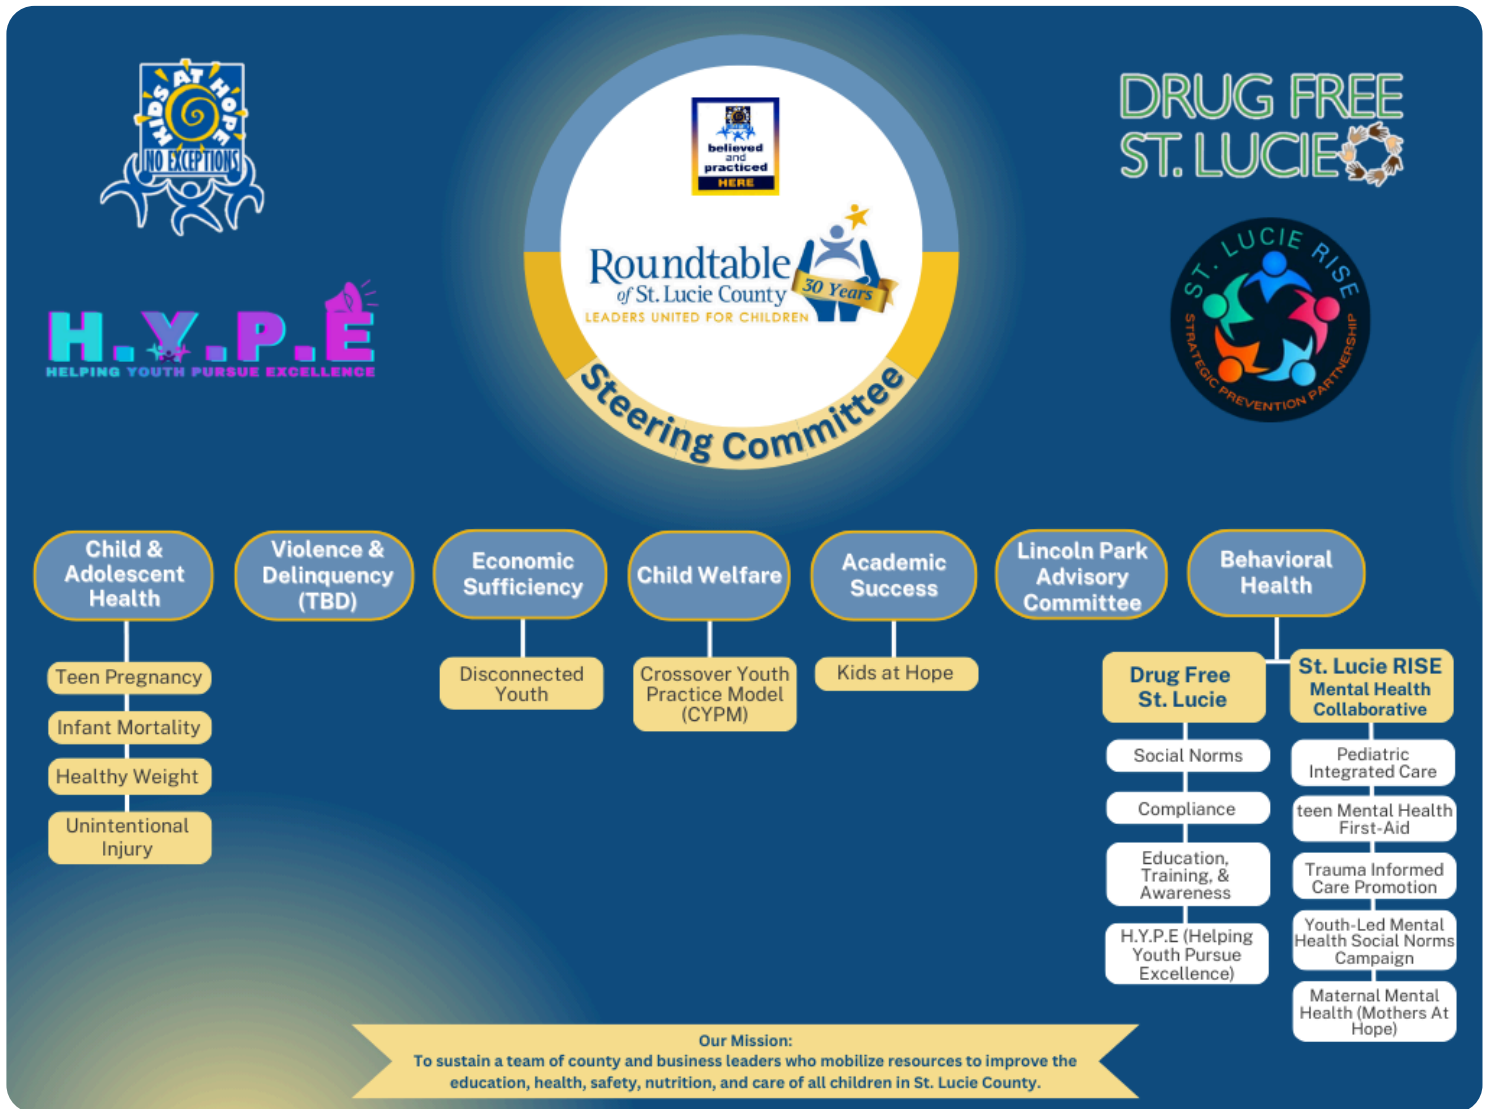 KIDS AT HOPE
NO EXCEPTIONS
H.Y.P.E
HELPING YOUTH PURSUE EXCELLENCE
believed
and
practiced
HERE
Roundtable
of St. Lucie County
LEADERS UNITED FOR CHILDREN
30 Years
Steering Committee
DRUG FREE
ST. LUCIE
ST. LUCIE RISE
STRATEGIC PREVENTION PARTNERSHIP
Child &
Adolescent
Health
Teen Pregnancy
Infant Mortality
Healthy Weight
Unintentional
Injury
Violence &
Delinquency
(TBD)
Economic
Sufficiency
Disconnected
Youth
Child Welfare
Crossover Youth
Practice Model
(CYPM)
Academic
Success
Kids at Hope
Lincoln Park
Advisory
Committee
Behavioral
Health
Drug Free
St. Lucie
Social Norms
Compliance
Education,
Training, &
Awareness
H.Y.P.E (Helping
Youth Pursue
Excellence)
St. Lucie RISE
Mental Health
Collaborative
Pediatric
Integrated Care
teen Mental Health
First-Aid
Trauma Informed
Care Promotion
Youth-Led Mental
Health Social Norms
Campaign
Maternal Mental
Health (Mothers At
Hope)
Our Mission:
To sustain a team of county and business leaders who mobilize resources to improve the
education, health, safety, nutrition, and care of all children in St. Lucie County.